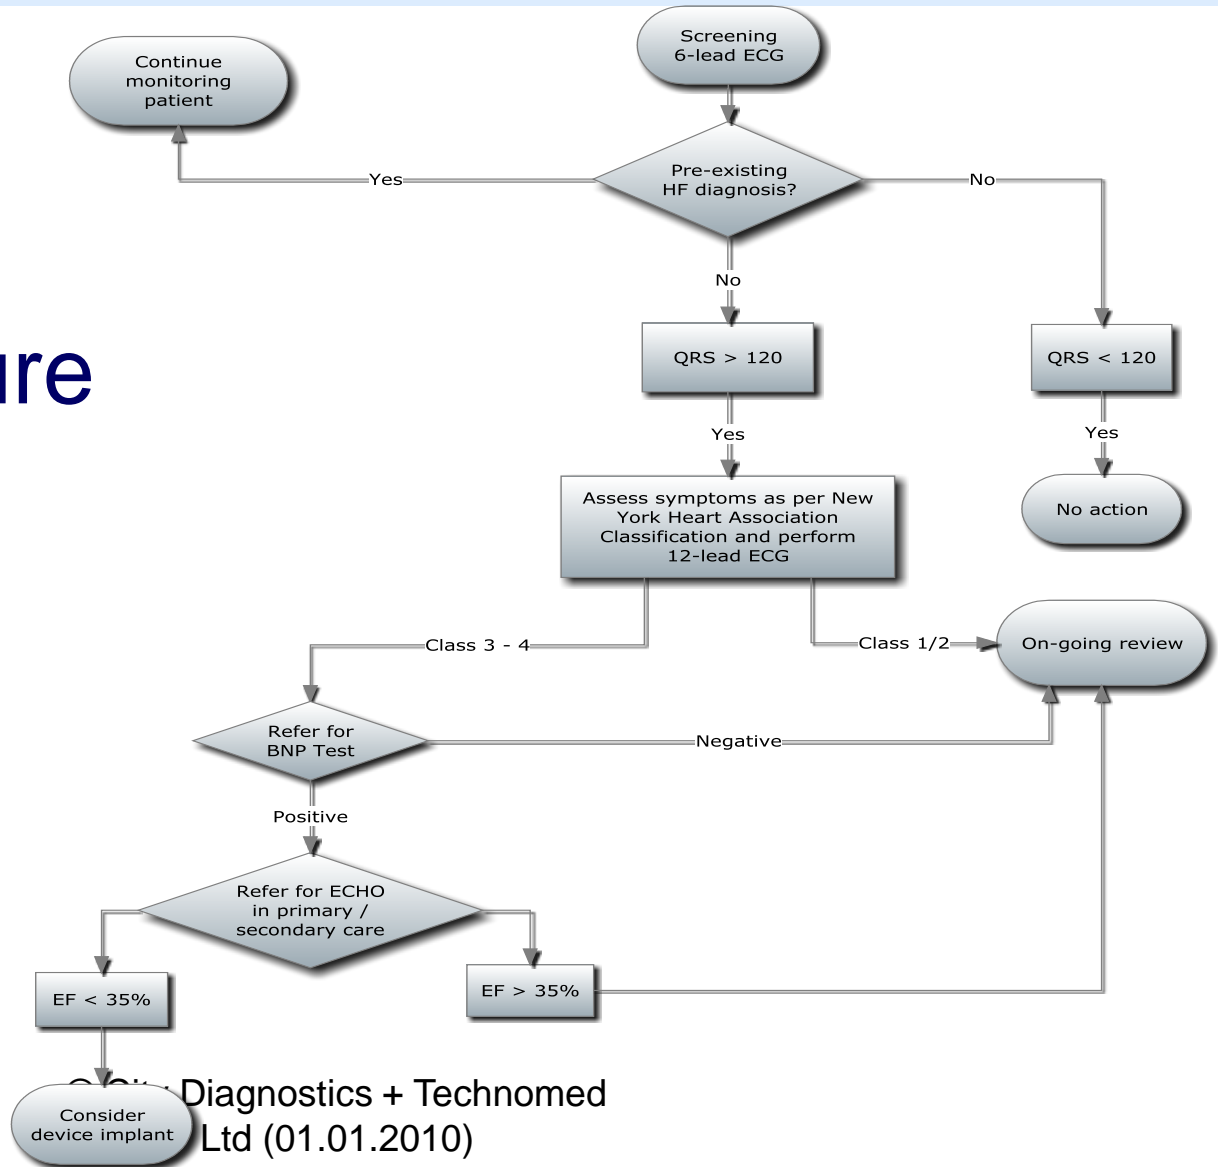 Screening
6-lead ECG
Continue
monitoring
patient
Pre-existing
HF diagnosis?
Yes
No
No
QRS > 120
QRS < 120
ure
Yes
Yes
Assess symptoms as per New
York Heart Association
Classification and perform
12-lead ECG
No action
Class 3 - 4
Class 1/2
On-going review
Refer for
BNP Test
Negative
Positive
Refer for ECHO
in primary /
secondary care
EF < 35%
EF > 35%
Consider
device implant
© City Diagnostics + Technomed
Ltd (01.01.2010)